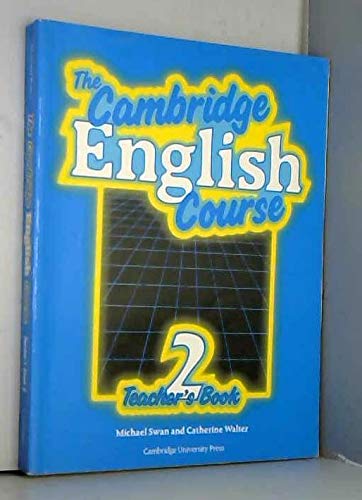 The
Cambridge
English
Course
2
Teacher's Book
Michael Swan and Catherine Walter
Cambridge University Press